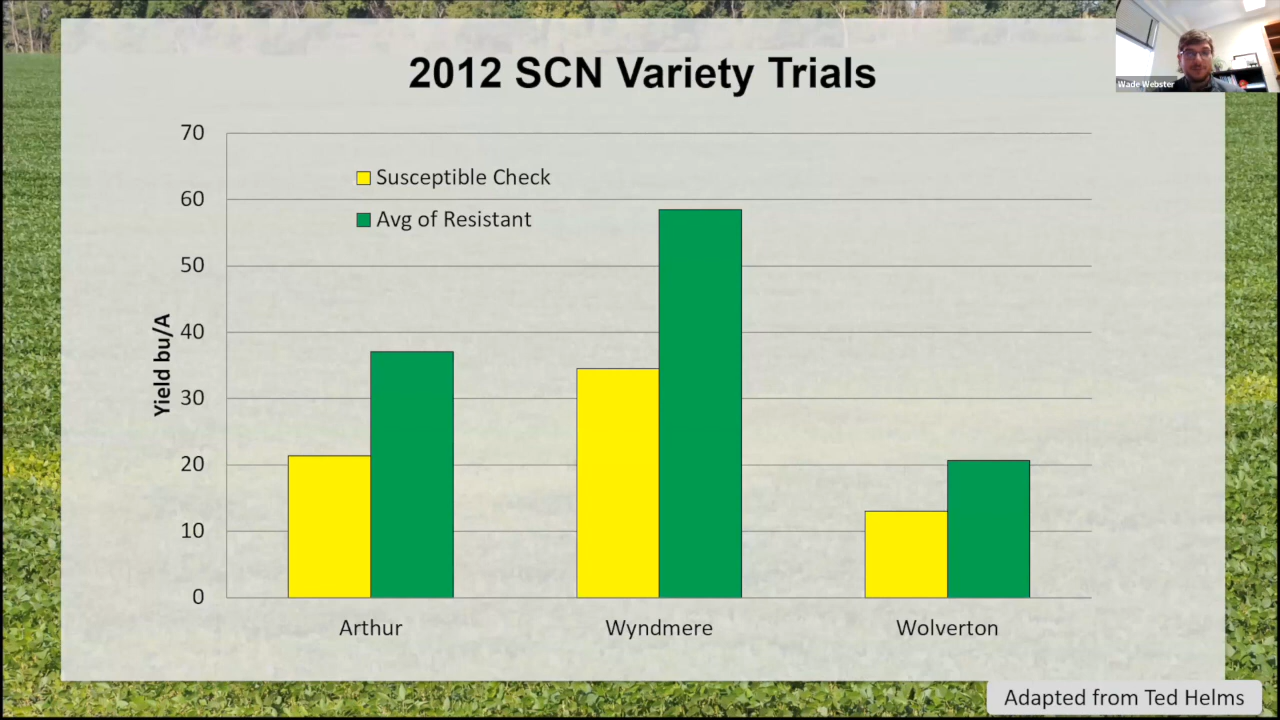 2012 SCN Variety Trials
Wade Webster
70
60
50
40
30
20
10
0
Yield bu/A
Susceptible Check
Avg of Resistant
Arthur
Wyndmere
Wolverton
Adapted from Ted Helms